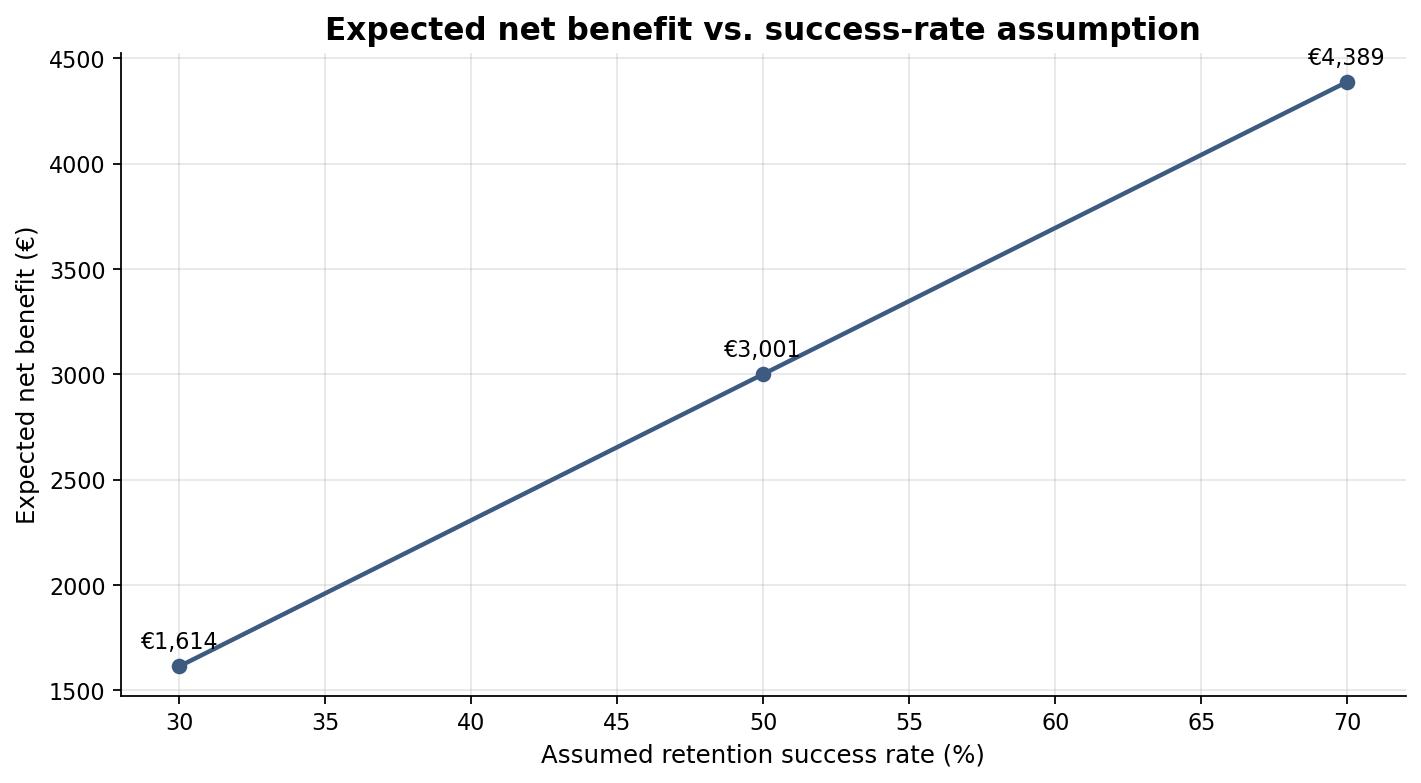 Expected net benefit vs. success-rate assumption
Expected net benefit (€)
4500
4000
3500
3000
2500
2000
1500
€4,389
€3,001
€1,614
30 35 40 45 50 55 60 65 70
Assumed retention success rate (%)